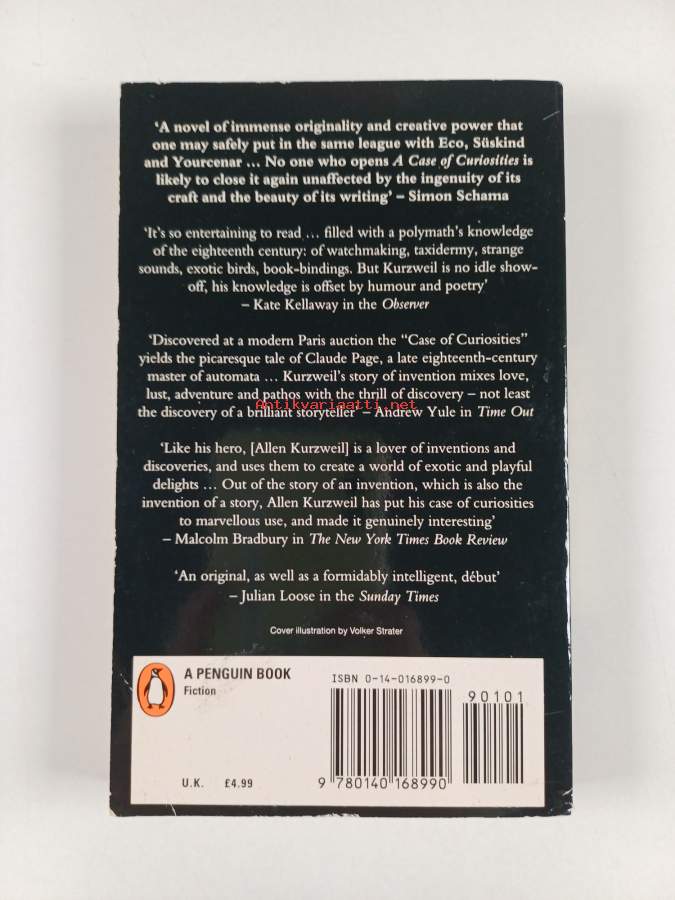 ‘A novel of immense originality and creative power that
one may safely put in the same league with Eco, Süskind
and Yourcenar ... No one who opens A Case of Curiosities is
likely to close it again unaffected by the ingenuity of its
craft and the beauty of its writing’ – Simon Schama
‘It's so entertaining to read ... filled with a polymath's knowledge
of the eighteenth century: of watchmaking, taxidermy, strange
sounds, exotic birds, book-bindings. But Kurzweil is no idle show-
off, his knowledge is offset by humour and poetry’
– Kate Kellaway in the Observer
‘Discovered at a modern Paris auction the “Case of Curiosities”
yields the picaresque tale of Claude Page, a late eighteenth-century
master of automata ... Kurzweil's story of invention mixes love,
lust, adventure and pathos with the thrill of discovery – not least
Antikvariaatti.net
the discovery of a brilliant storyteller’ – Andrew Yule in Time Out
‘Like his hero, [Allen Kurzweil] is a lover of inventions and
discoveries, and uses them to create a world of exotic and playful
delights ... Out of the story of an invention, which is also the
invention of a story, Allen Kurzweil has put his case of curiosities
to marvellous use, and made it genuinely interesting’
– Malcolm Bradbury in The New York Times Book Review
‘An original, as well as a formidably intelligent, début’
– Julian Loose in the Sunday Times
Cover illustration by Volker Strater
A PENGUIN BOOK
Fiction
ISBN 0-14-016899-0
90101
U.K. £4.99
9 780140 168990